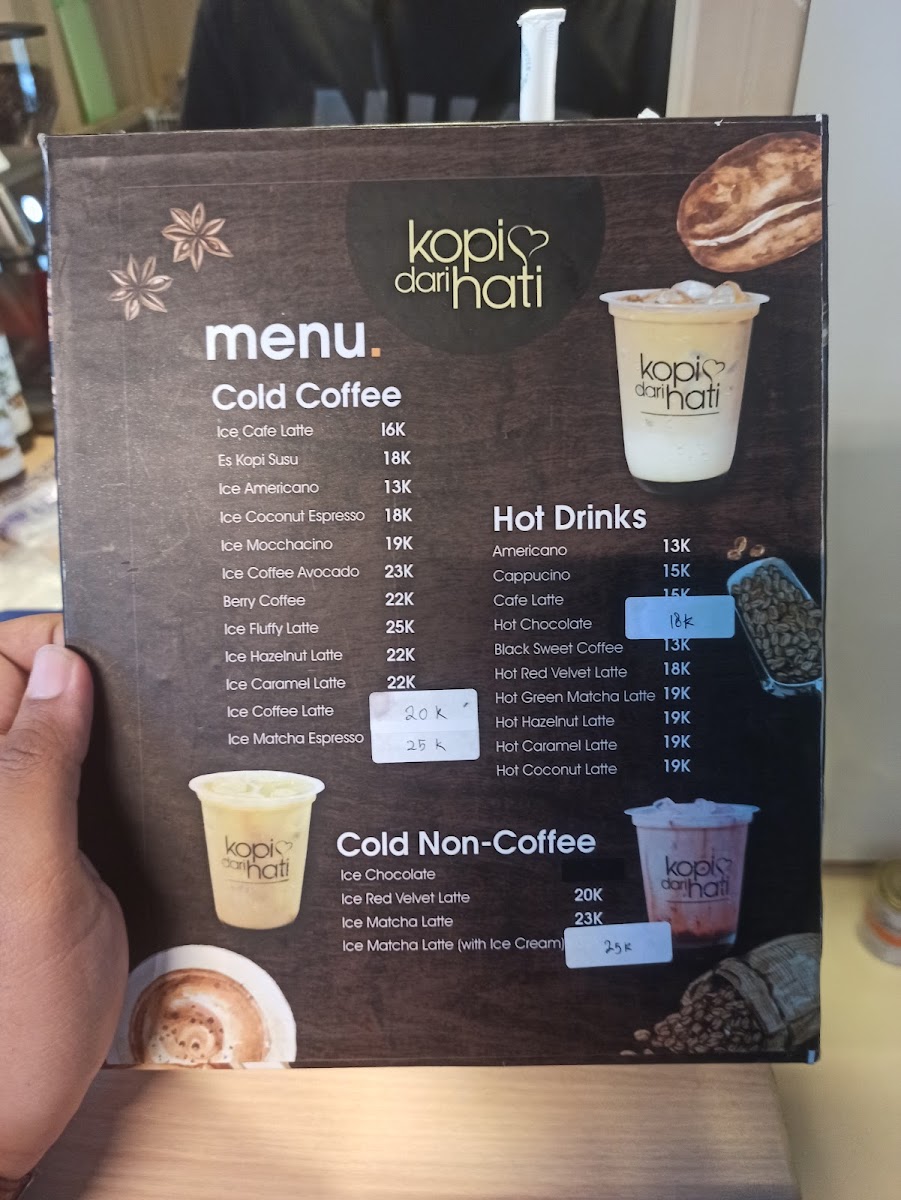 kopi
dari hati
menu.
Cold Coffee
Ice Cafe Latte 16K
Es Kopi Susu 18K
Ice Americano 13K
Ice Coconut Espresso 18K
Ice Mocchacino 19K
Ice Coffee Avocado 23K
Berry Coffee 22K
Ice Fluffy Latte 25K
Ice Hazelnut Latte 22K
Ice Caramel Latte 22K
Ice Coffee Latte 20K
Ice Matcha Espresso 25K
kopi
dari hati
Hot Drinks
Americano 13K
Cappucino 15K
Cafe Latte 15K
Hot Chocolate 18K
Black Sweet Coffee 13K
Hot Red Velvet Latte 18K
Hot Green Matcha Latte 19K
Hot Hazelnut Latte 19K
Hot Caramel Latte 19K
Hot Coconut Latte 19K
kopi
dari hati
Cold Non-Coffee
Ice Chocolate
Ice Red Velvet Latte 20K
Ice Matcha Latte 23K
Ice Matcha Latte (with Ice Cream) 25K
kopi
dari hati